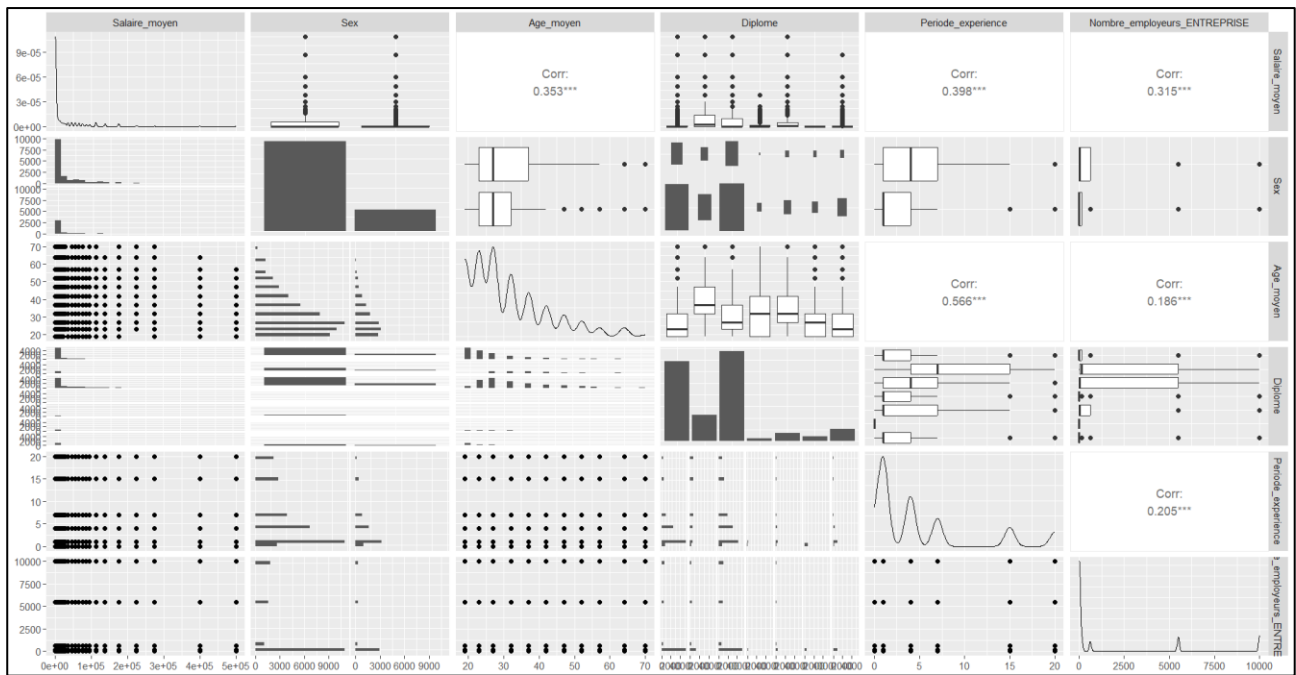 Salaire_moyen Sex Age_moyen Diplome Periode_experience Nombre_employeurs_ENTREPRISE
9e-05
6e-05
3e-05
0e+00
Corr:
0.353***
Corr:
0.398***
Corr:
0.315***
Salaire_moyen
10000
7500
5000
2500
0
10000
7500
5000
2500
0
Sex
70
60
50
40
30
20
Corr:
0.566***
Corr:
0.186***
Age_moyen
Diplome
20
15
10
5
0
Corr:
0.205***
Periode_experience
10000
7500
5000
2500
0
e_employeurs_ENTRE
0e+00 1e+05 2e+05 3e+05 4e+05 5e+05 0 3000 6000 9000 0 3000 6000 9000 20 30 40 50 60 70 0 5 10 15 20 0 2500 5000 7500 10000